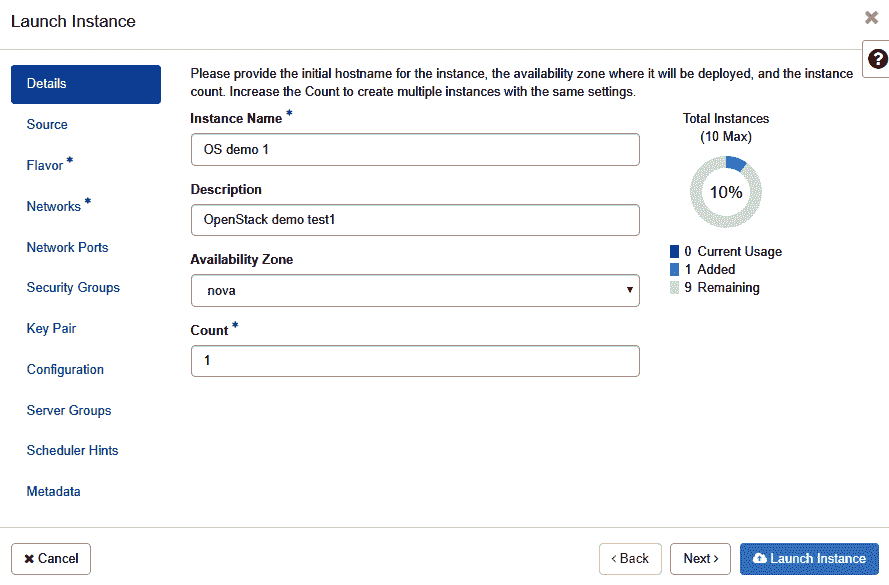 Launch Instance
✖
?
Details
Source
Flavor *
Networks *
Network Ports
Security Groups
Key Pair
Configuration
Server Groups
Scheduler Hints
Metadata
Please provide the initial hostname for the instance, the availability zone where it will be deployed, and the instance
count. Increase the Count to create multiple instances with the same settings.
Instance Name *
OS demo 1
Description
OpenStack demo test1
Availability Zone
nova
Count *
1
Total Instances
(10 Max)
10%
0 Current Usage
1 Added
9 Remaining
✖ Cancel
‹ Back
Next ›
Launch Instance